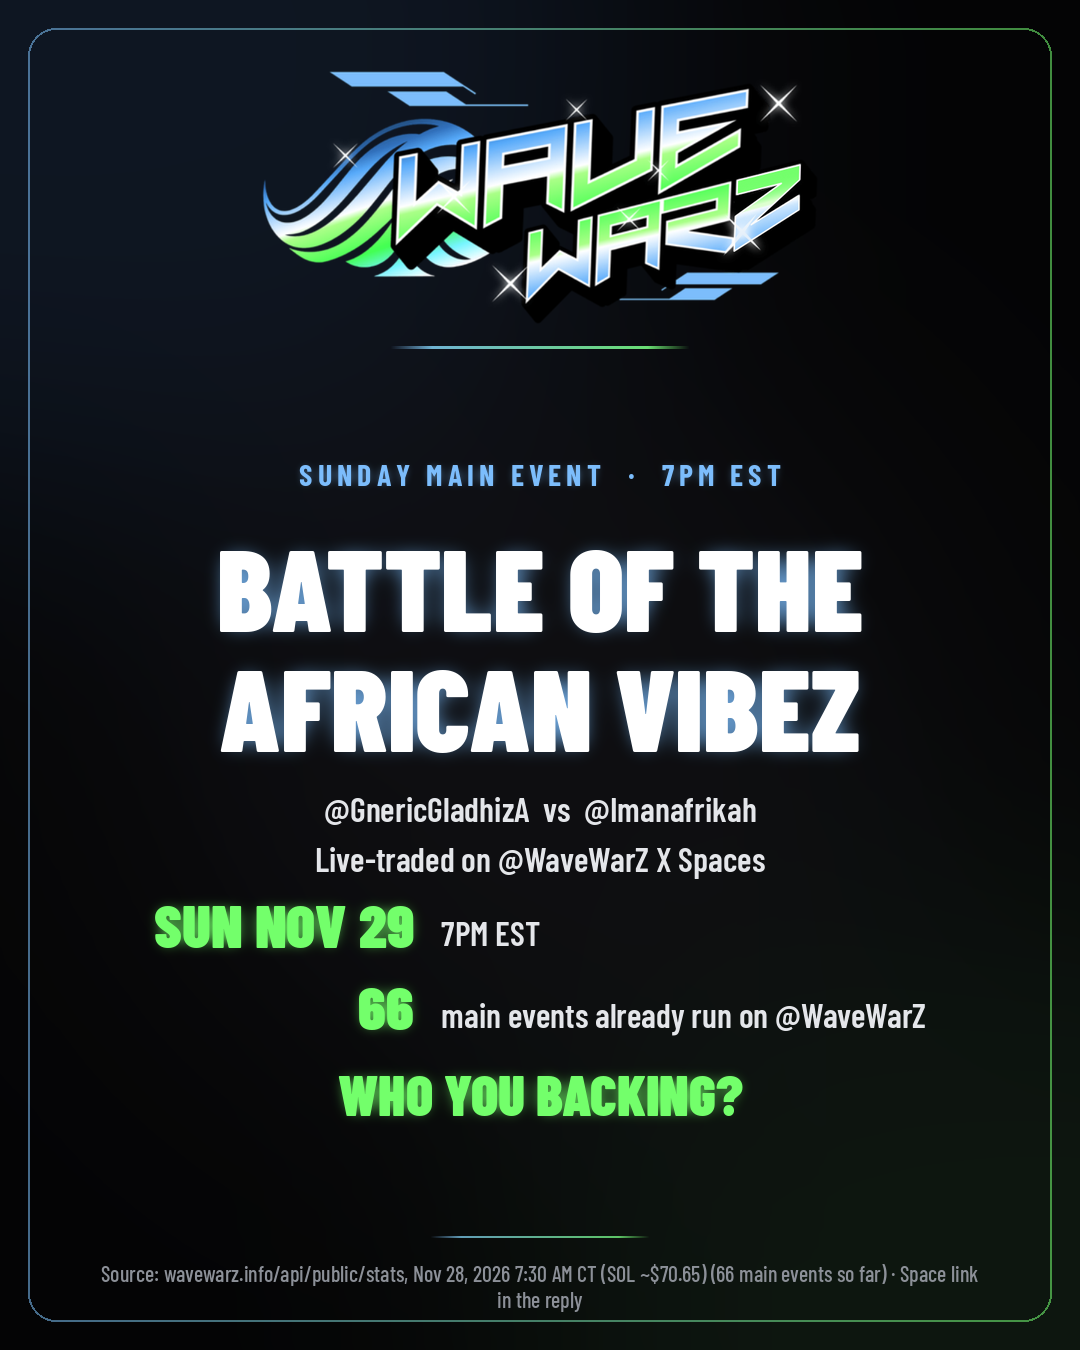 WAVE
WARZ
SUNDAY MAIN EVENT · 7PM EST
BATTLE OF THE
AFRICAN VIBEZ
@GnericGladhizA vs @Imanafrikah
Live-traded on @WaveWarZ X Spaces
SUN NOV 29 7PM EST
66 main events already run on @WaveWarZ
WHO YOU BACKING?
Source: wavewarz.info/api/public/stats, Nov 28, 2026 7:30 AM CT (SOL ~$70.65) (66 main events so far) · Space link
in the reply